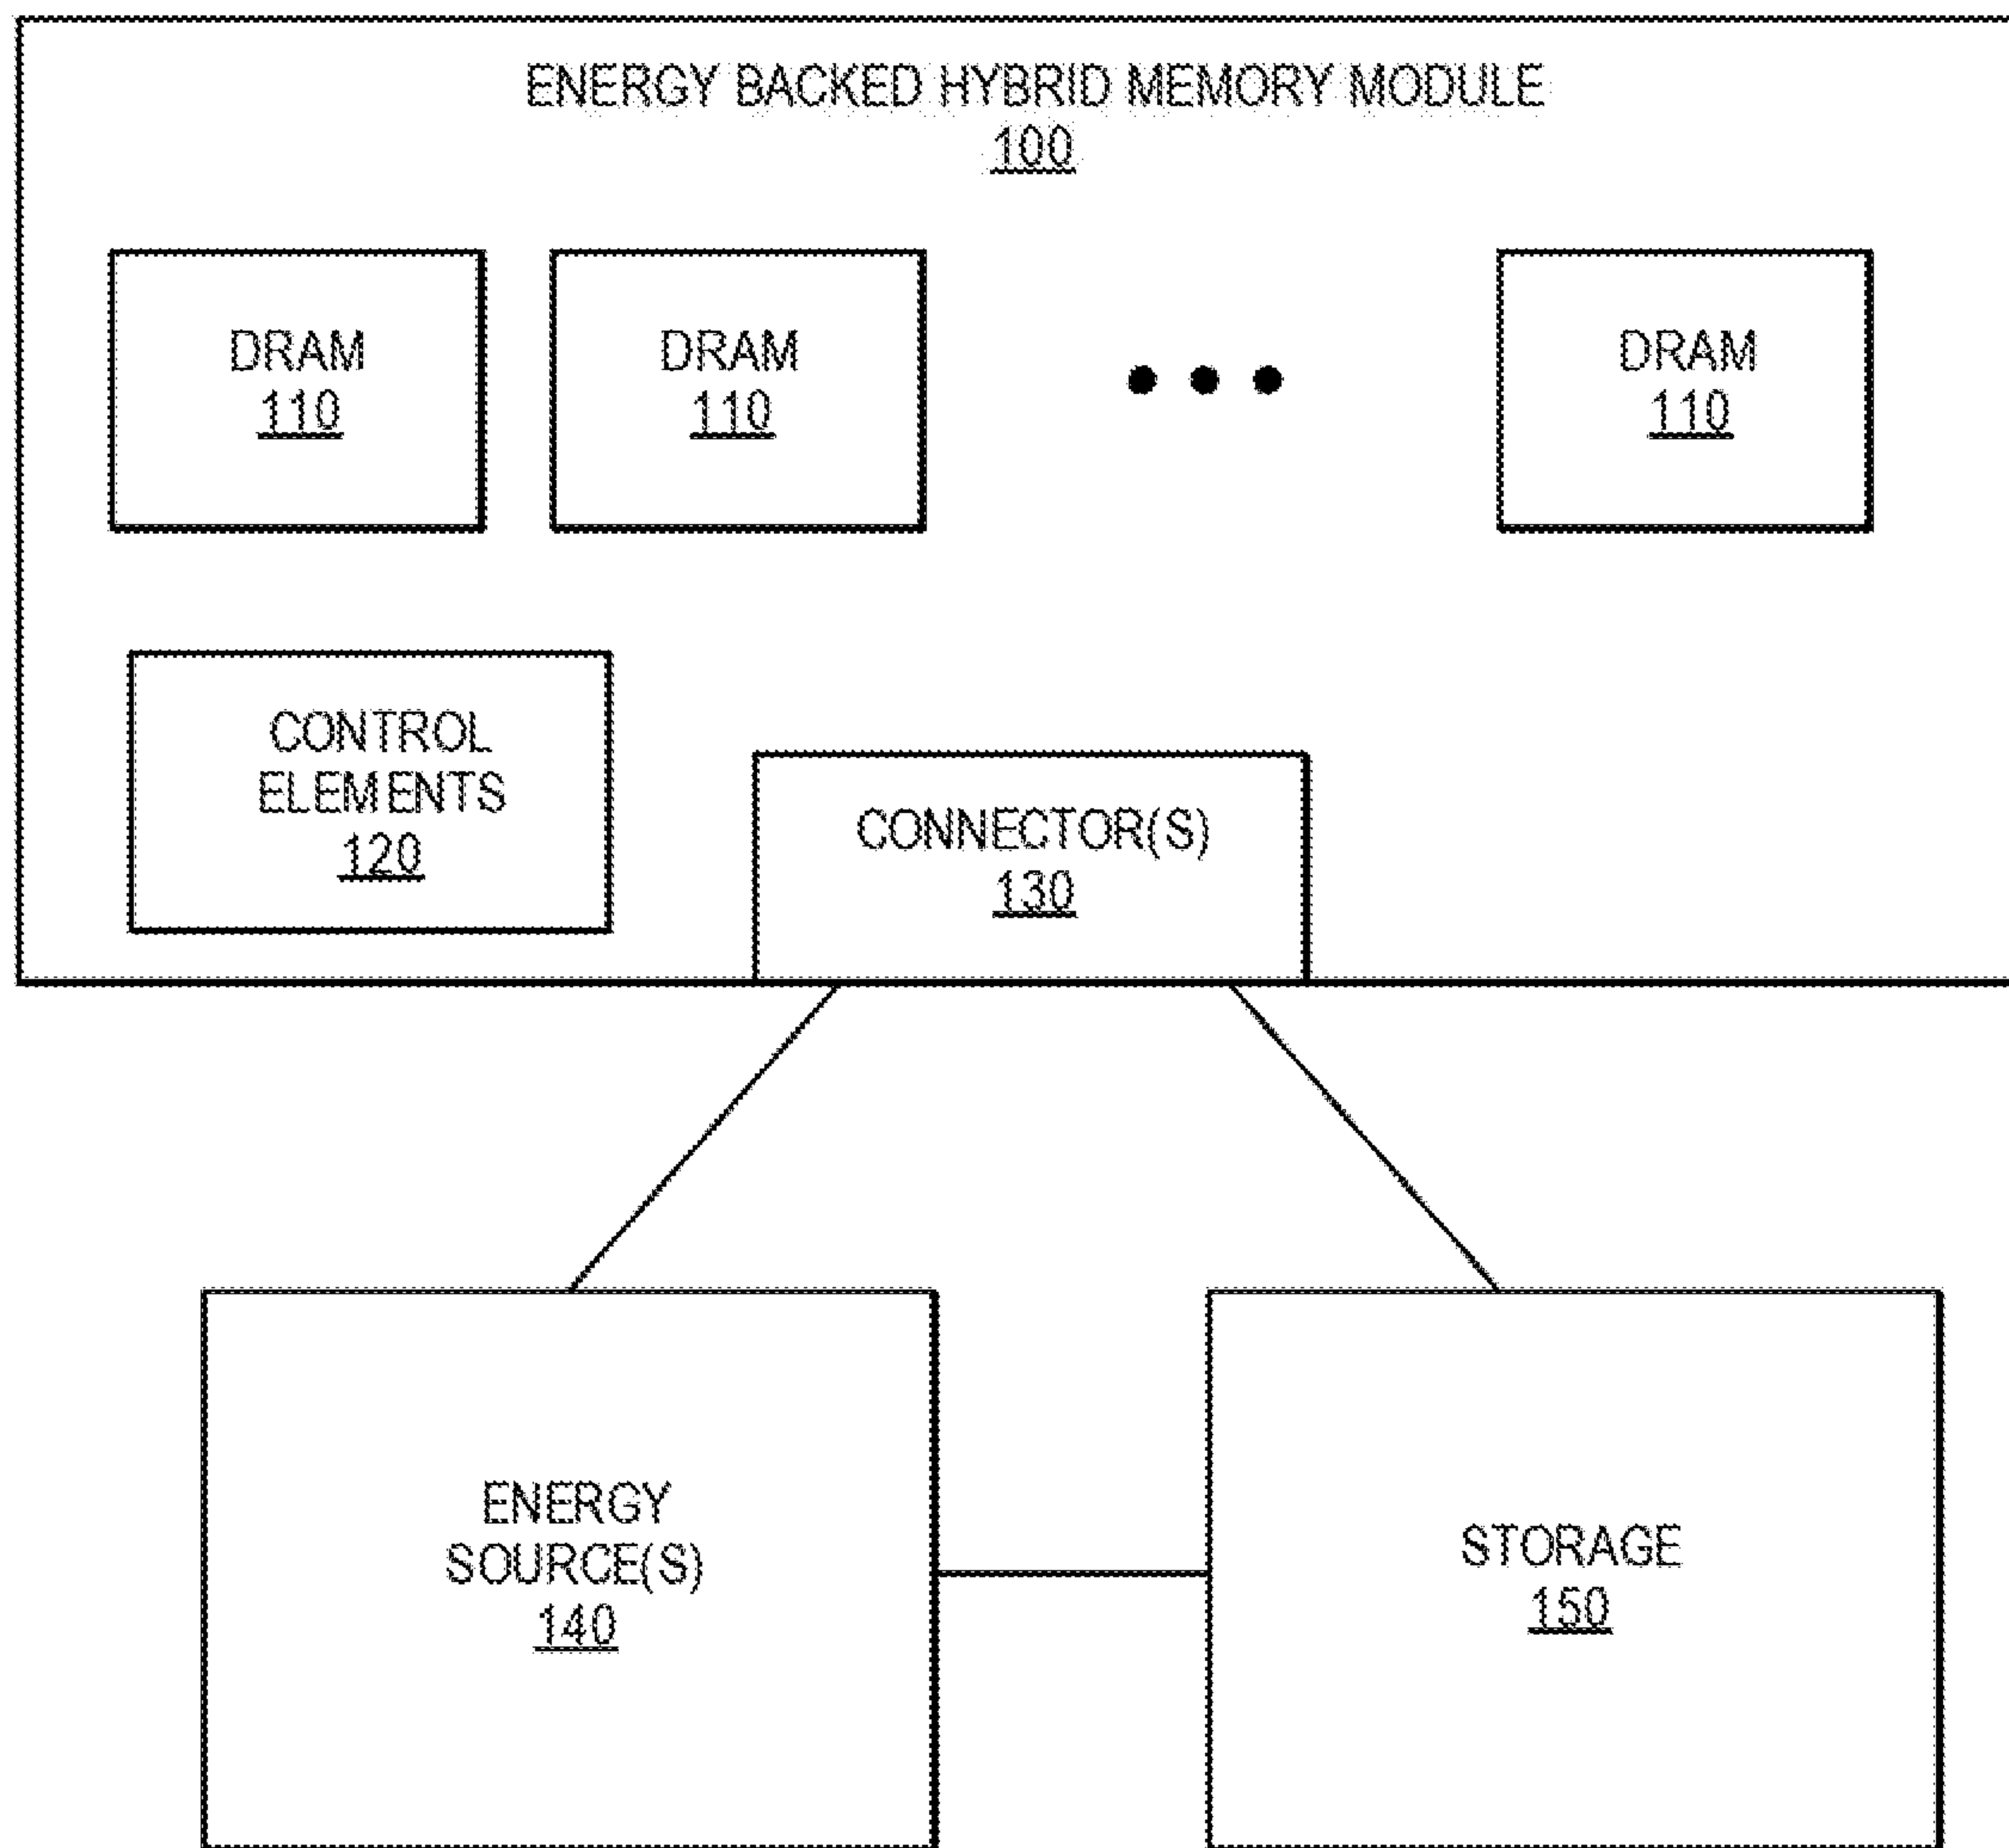 ENERGY BACKED HYBRID MEMORY MODULE
100
DRAM
110
DRAM
110
DRAM
110
CONTROL
ELEMENTS
120
CONNECTOR(S)
130
ENERGY
SOURCE(S)
140
STORAGE
150